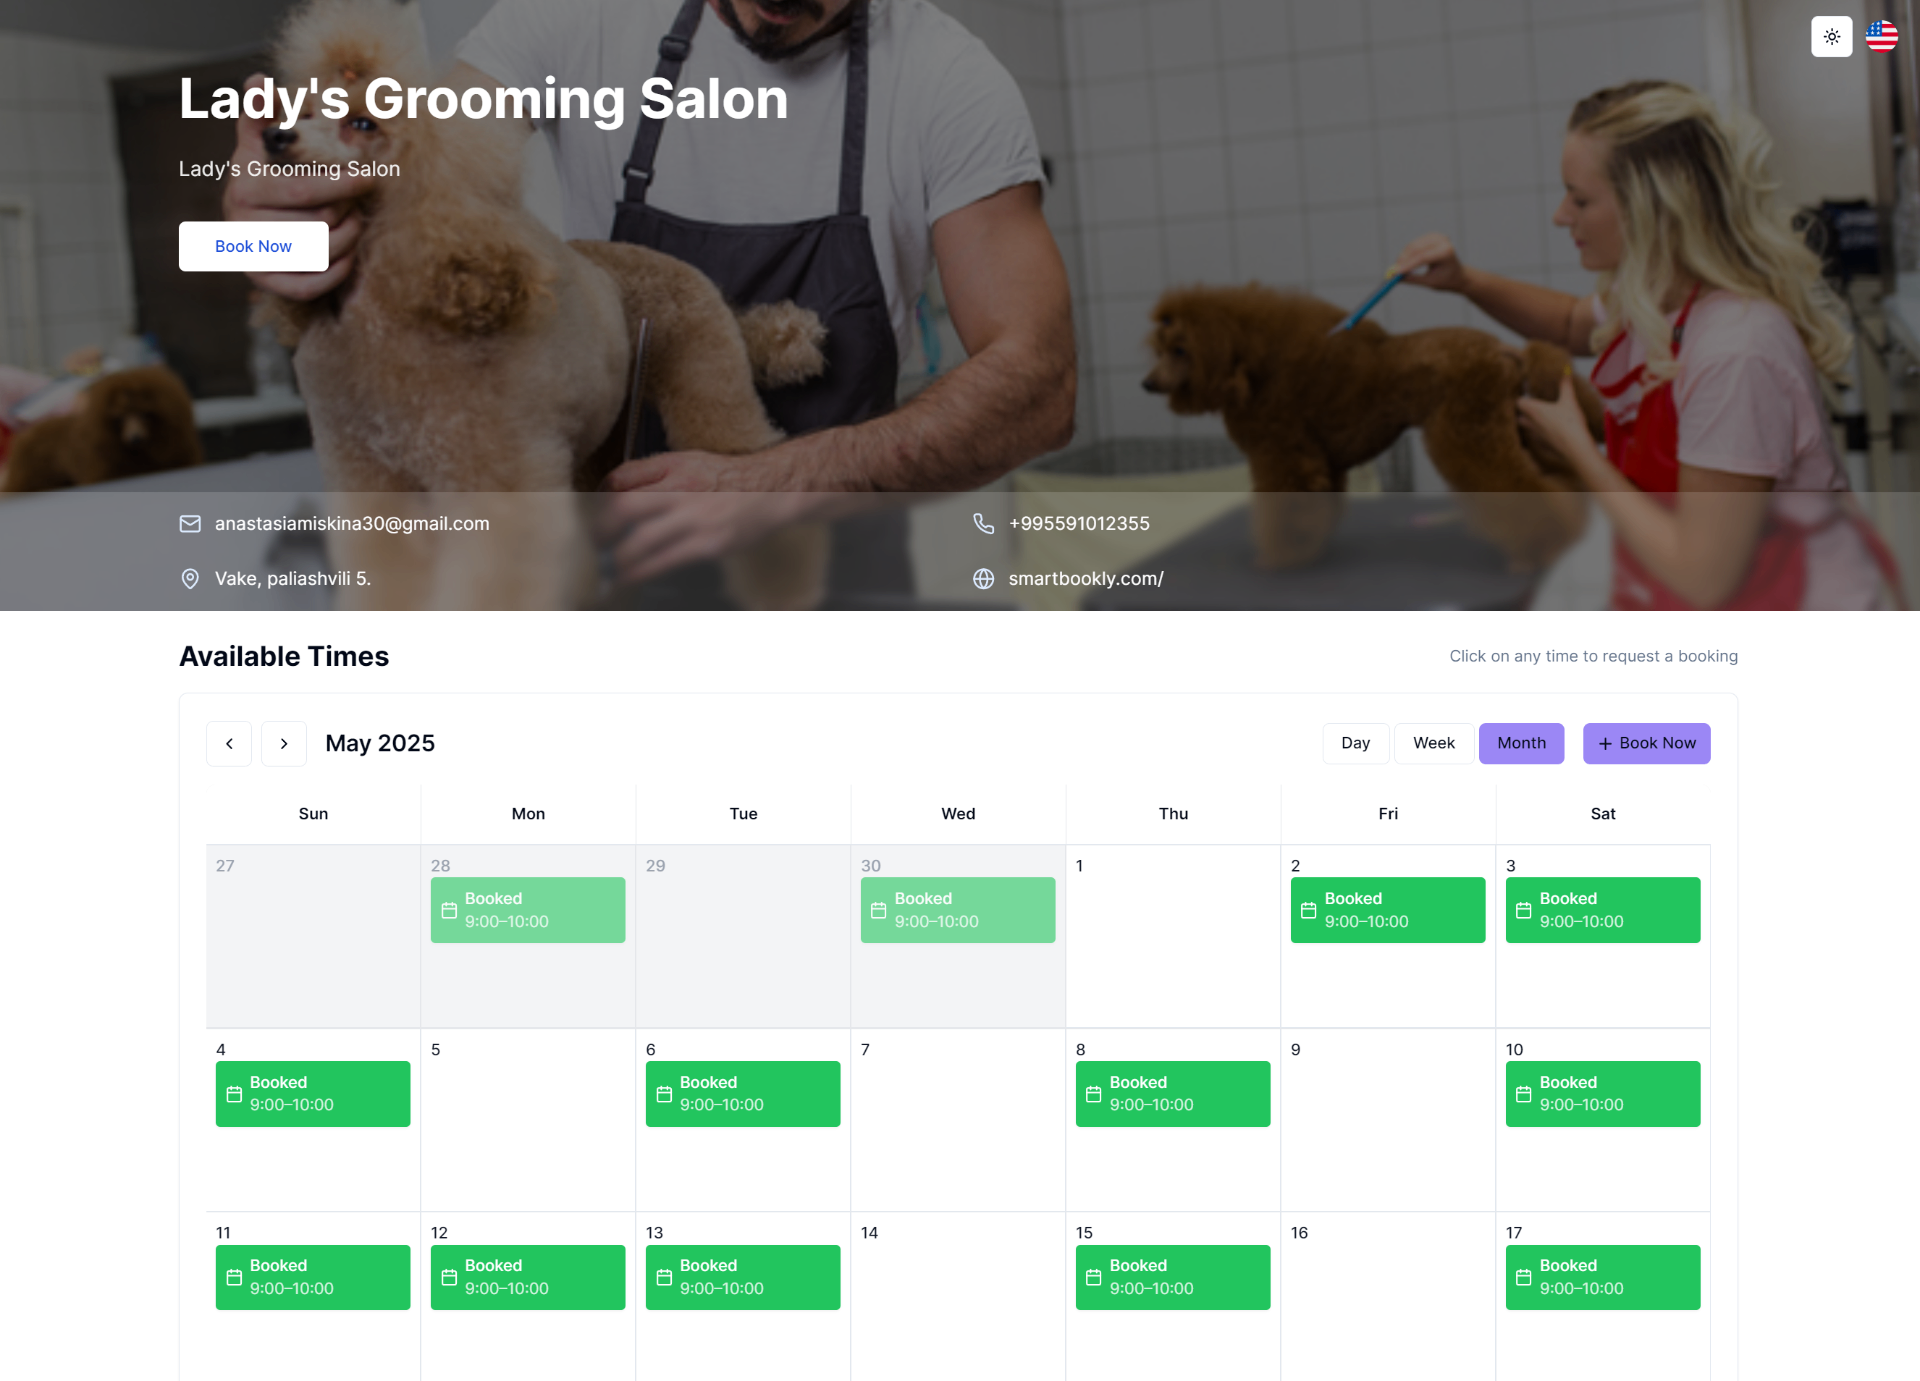 Lady's Grooming Salon
Lady's Grooming Salon
Book Now
anastasiamiskina30@gmail.com
+995591012355
Vake, paliashvili 5.
smartbookly.com/
Available Times
Click on any time to request a booking
May 2025
Day
Week
Month
+ Book Now
Sun
Mon
Tue
Wed
Thu
Fri
Sat
27
28
Booked
9:00–10:00
29
30
Booked
9:00–10:00
1
2
Booked
9:00–10:00
3
Booked
9:00–10:00
4
Booked
9:00–10:00
5
6
Booked
9:00–10:00
7
8
Booked
9:00–10:00
9
10
Booked
9:00–10:00
11
Booked
9:00–10:00
12
Booked
9:00–10:00
13
Booked
9:00–10:00
14
15
Booked
9:00–10:00
16
17
Booked
9:00–10:00